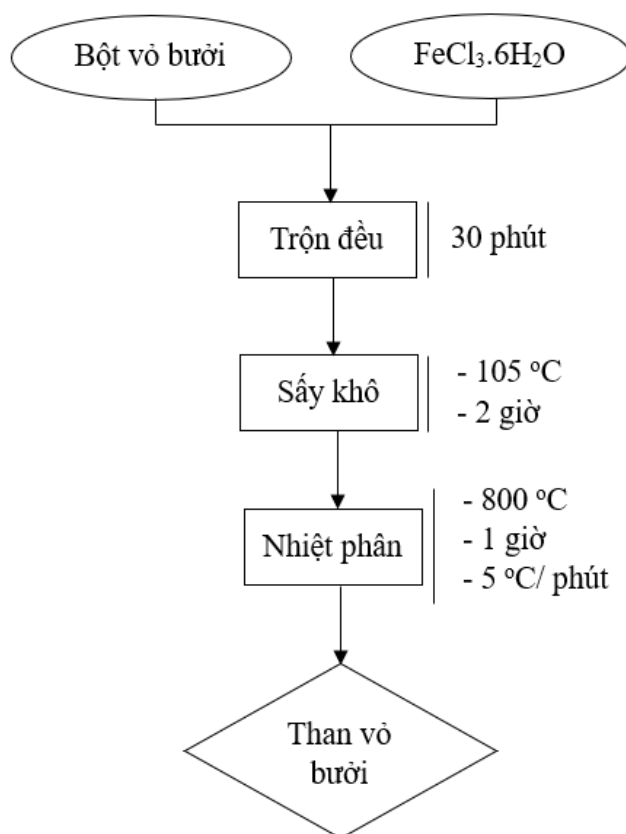 Bột vỏ bưởi
FeCl₃.6H₂O
Trộn đều
30 phút
Sấy khô
- 105 ºC
- 2 giờ
Nhiệt phân
- 800 ºC
- 1 giờ
- 5 ºC/ phút
Than vỏ
bưởi